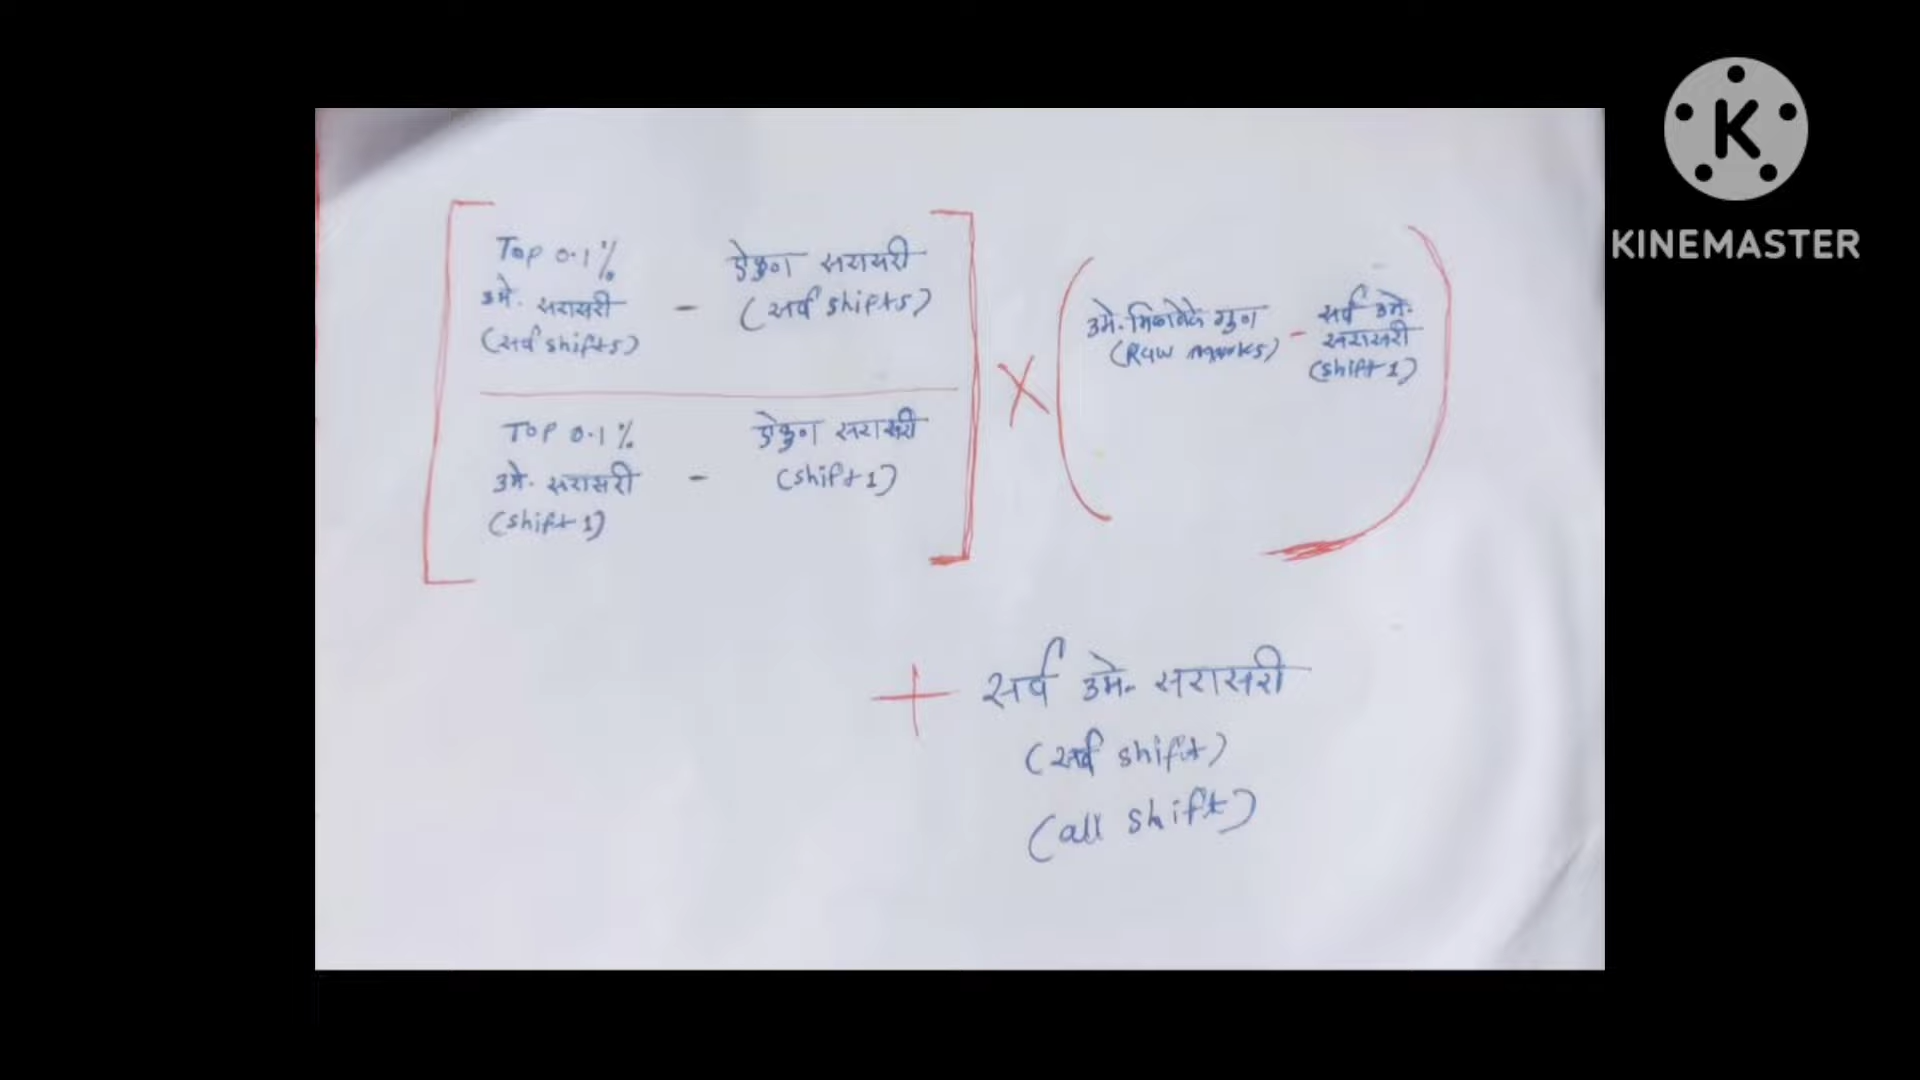 Top 0.1%
उमे. सरासरी
(सर्व shifts)
-
ऐकुण सरासरी
(सर्व shifts)
Top 0.1%
उमे. सरासरी
(shift 1)
-
ऐकुण सरासरी
(shift 1)
X
उमे. मिळालेले गुण
(Raw marks)
-
सर्व उमे.
सरासरी
(shift 1)
+
सर्व उमे. सरासरी
(सर्व shift)
(all shift)
K
KINEMASTER